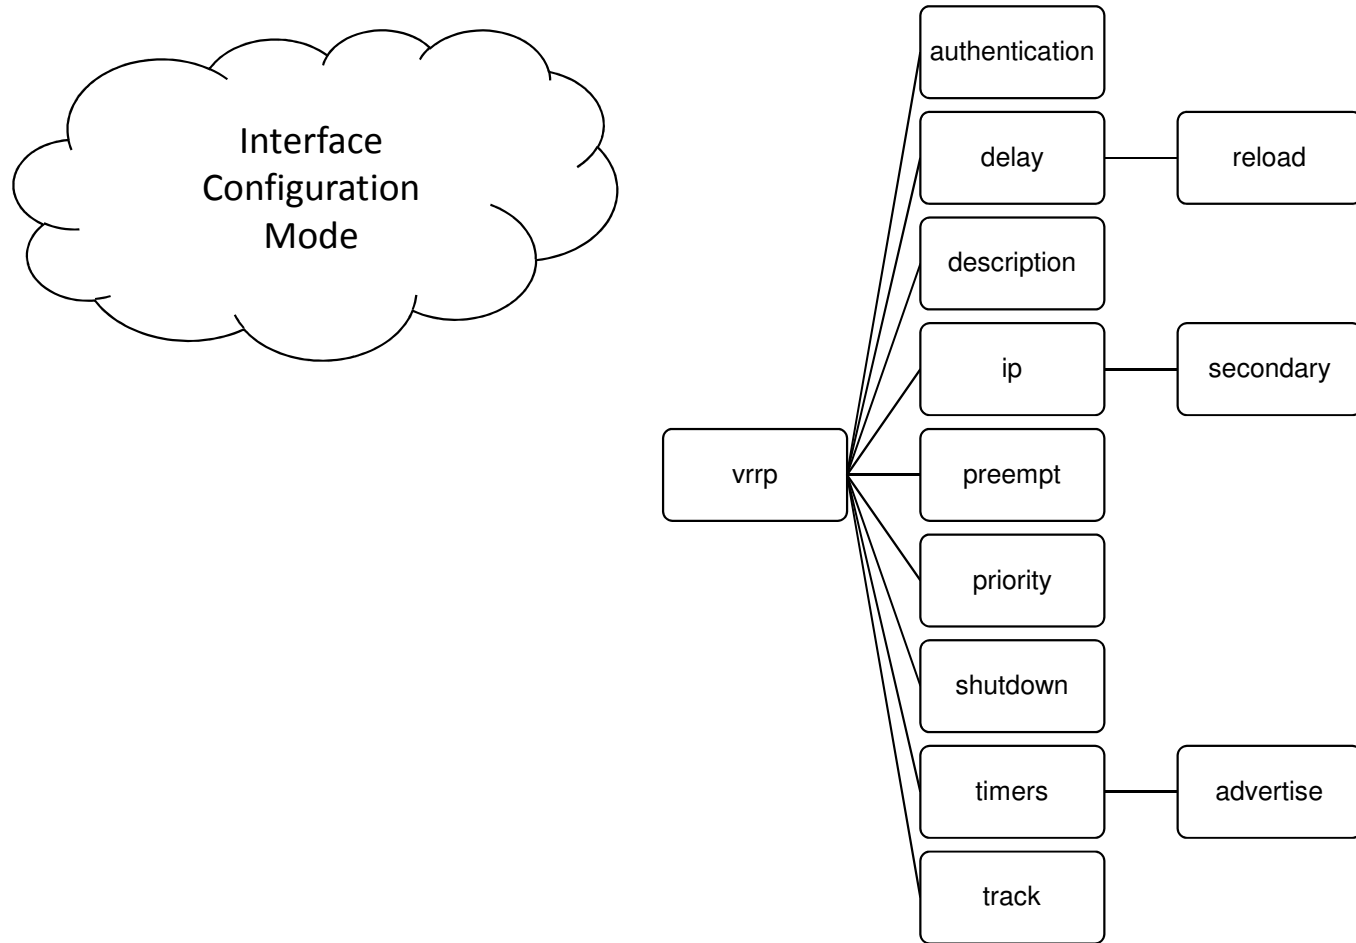 Interface
Configuration
Mode
authentication
delay
reload
description
ip
secondary
vrrp
preempt
priority
shutdown
timers
advertise
track